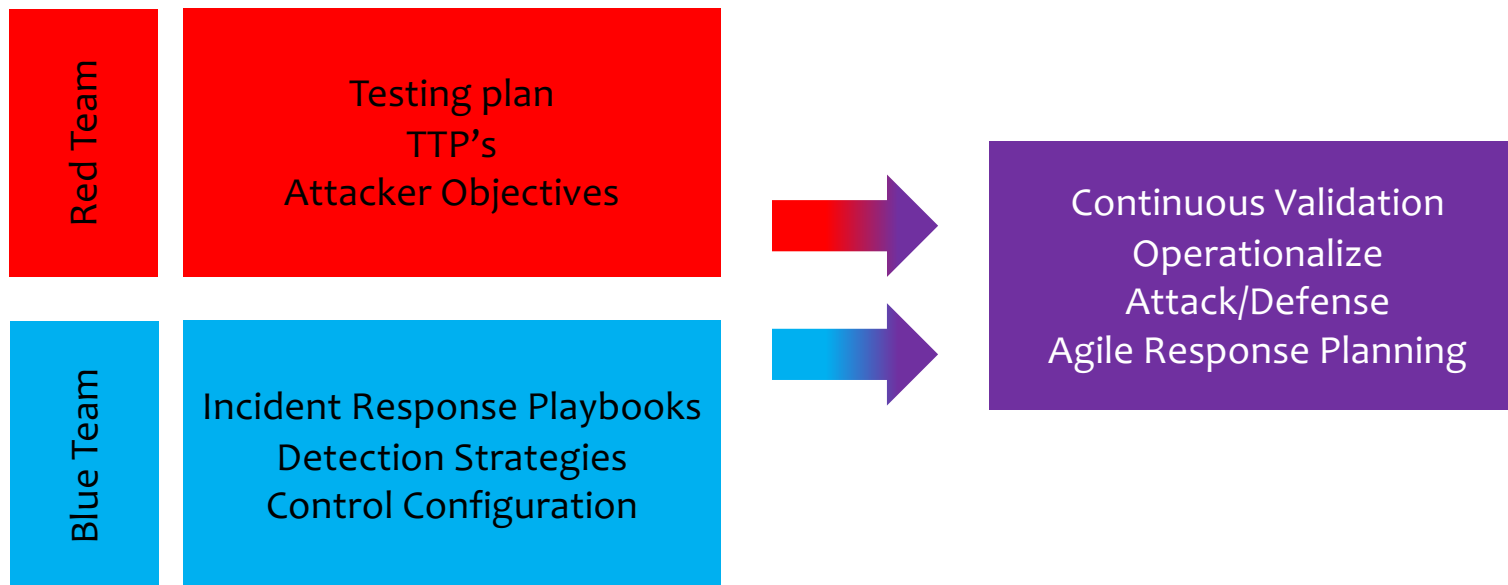 Red Team
Testing plan
TTP’s
Attacker Objectives
Blue Team
Incident Response Playbooks
Detection Strategies
Control Configuration
Continuous Validation
Operationalize
Attack/Defense
Agile Response Planning